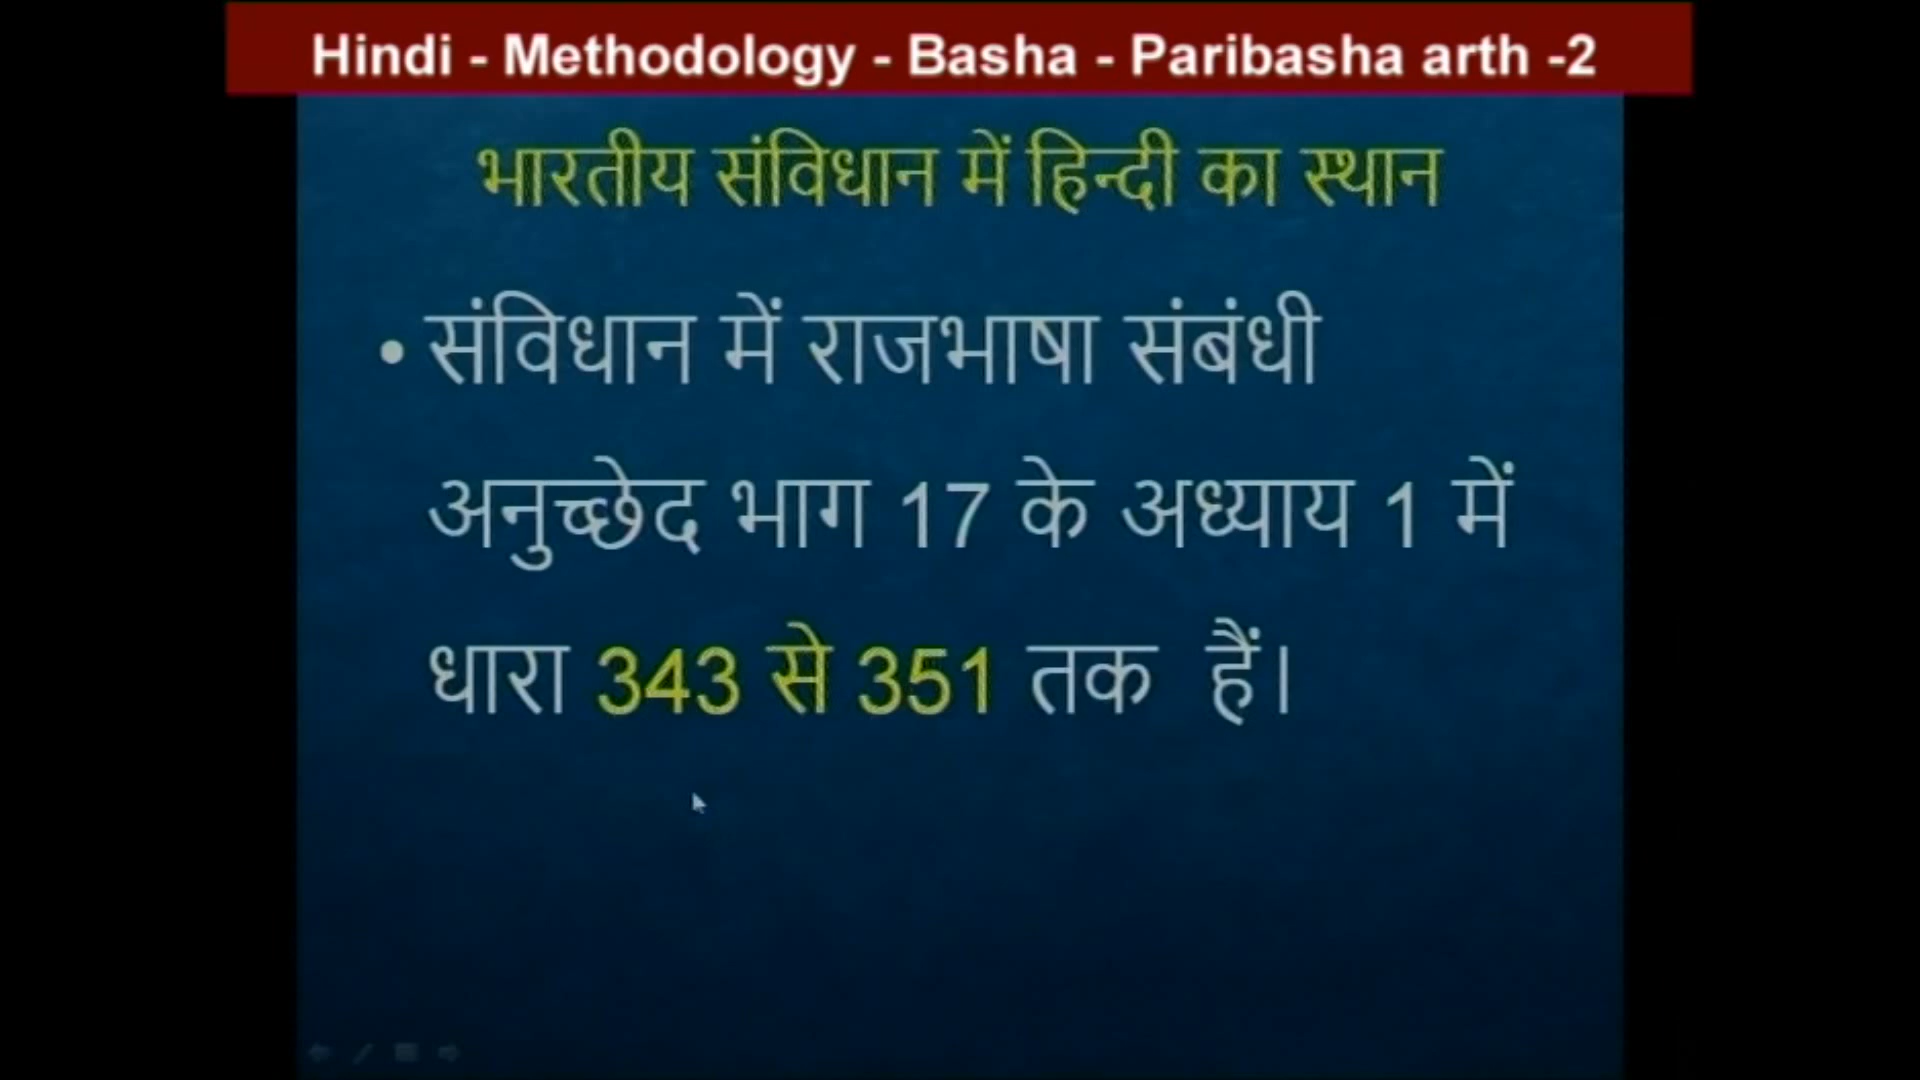 Hindi - Methodology - Basha - Paribasha arth -2
भारतीय संविधान में हिन्दी का स्थान
• संविधान में राजभाषा संबंधी
अनुच्छेद भाग 17 के अध्याय 1 में
धारा 343 से 351 तक हैं।